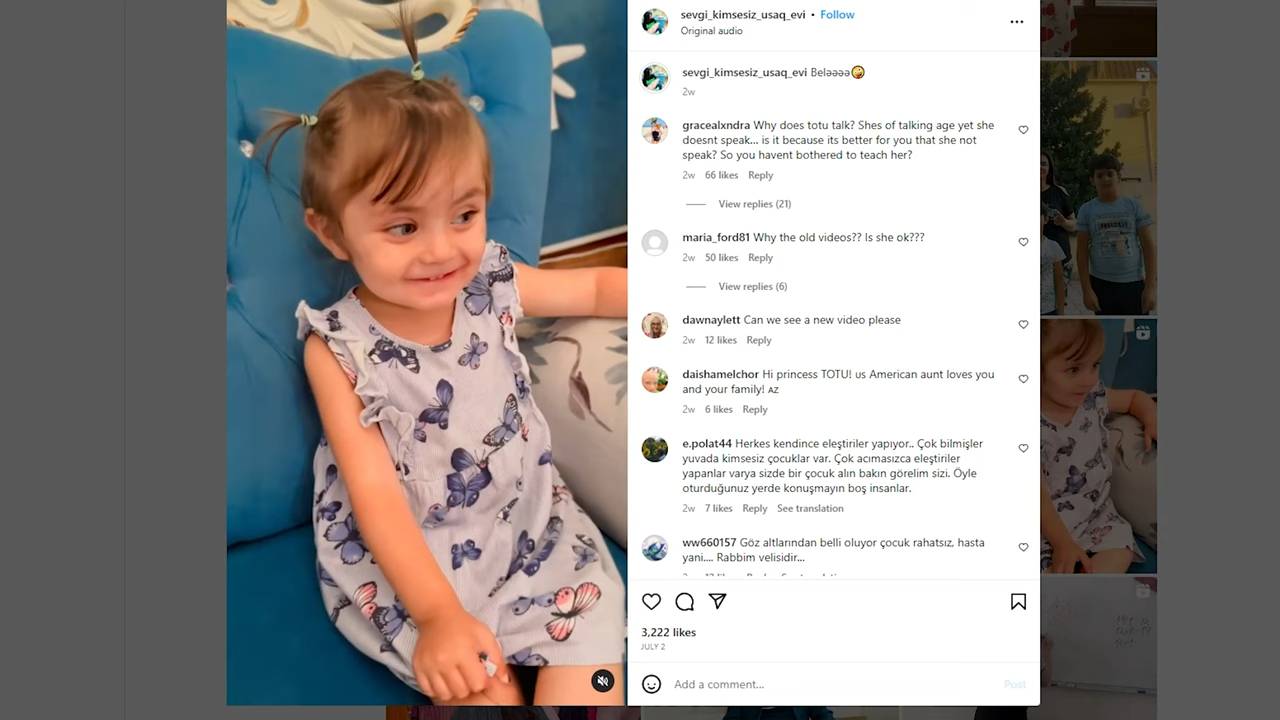 sevgi_kimsesiz_usaq_evi • Follow
Original audio
sevgi_kimsesiz_usaq_evi Beləəəə🤪
2w
gracealxndra Why does totu talk? Shes of talking age yet she
doesnt speak... is it because its better for you that she not
speak? So you havent bothered to teach her?
2w 66 likes Reply
View replies (21)
maria_ford81 Why the old videos?? Is she ok???
2w 50 likes Reply
View replies (6)
dawnaylett Can we see a new video please
2w 12 likes Reply
daishamelchor Hi princess TOTU! us American aunt loves you
and your family! AZ
2w 6 likes Reply
e.polat44 Herkes kendince eleştiriler yapıyor.. Çok bilmişler
yuvada kimsesiz çocuklar var. Çok acımasızca eleştiriler
yapanlar varya sizde bir çocuk alın bakın görelim sizi. Öyle
oturduğunuz yerde konuşmayın boş insanlar.
2w 7 likes Reply See translation
ww660157 Göz altlarından belli oluyor çocuk rahatsız, hasta
yani.... Rabbim velisidir...
3,222 likes
JULY 2
Add a comment...
Post